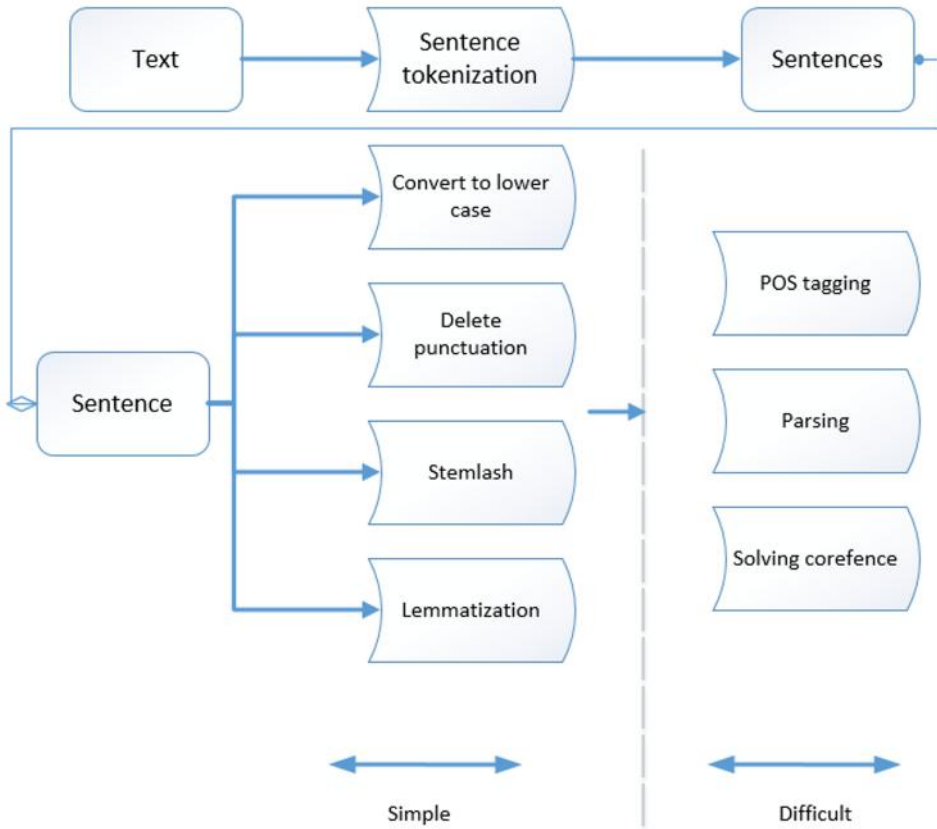 Text
Sentence
tokenization
Sentences
Convert to lower
case
Delete
punctuation
POS tagging
Sentence
Parsing
Stemlash
Solving corefence
Lemmatization
Simple
Difficult